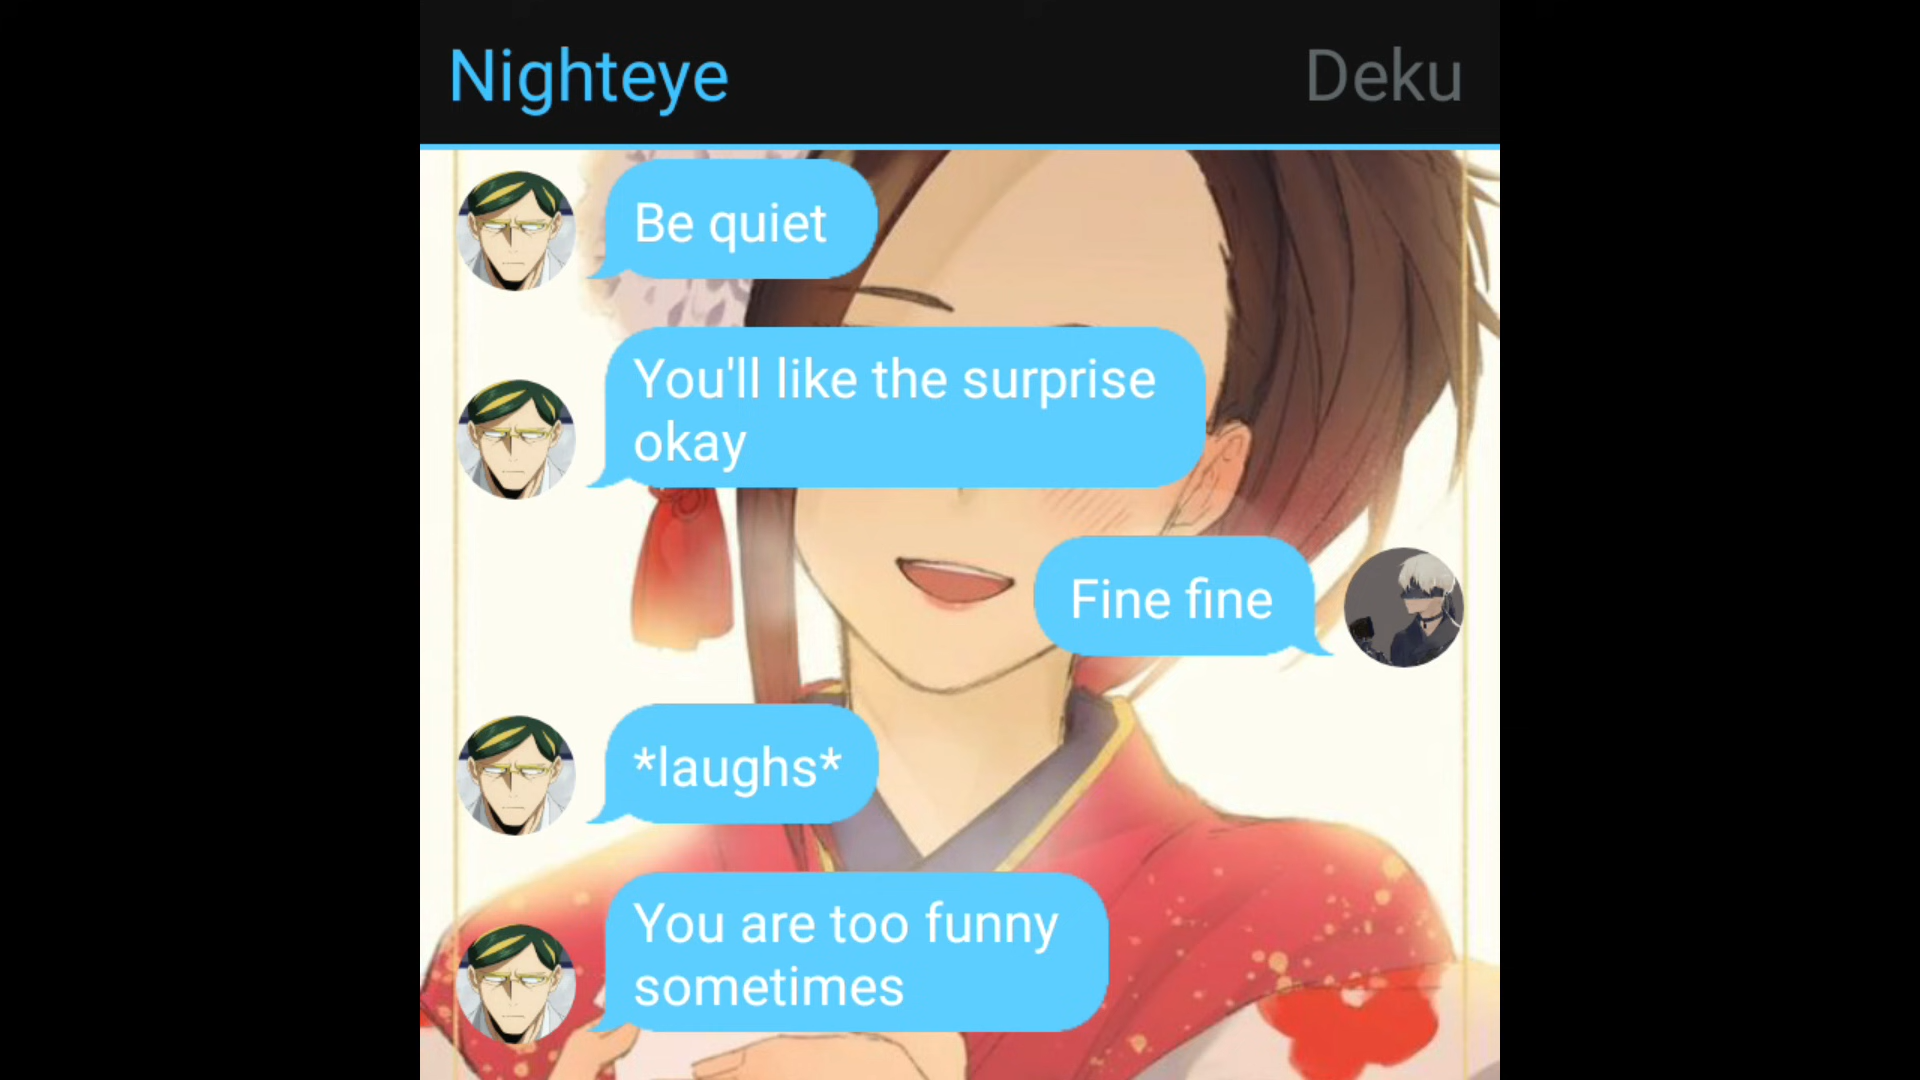 Nighteye
Deku
Be quiet
You'll like the surprise
okay
Fine fine
*laughs*
You are too funny
sometimes